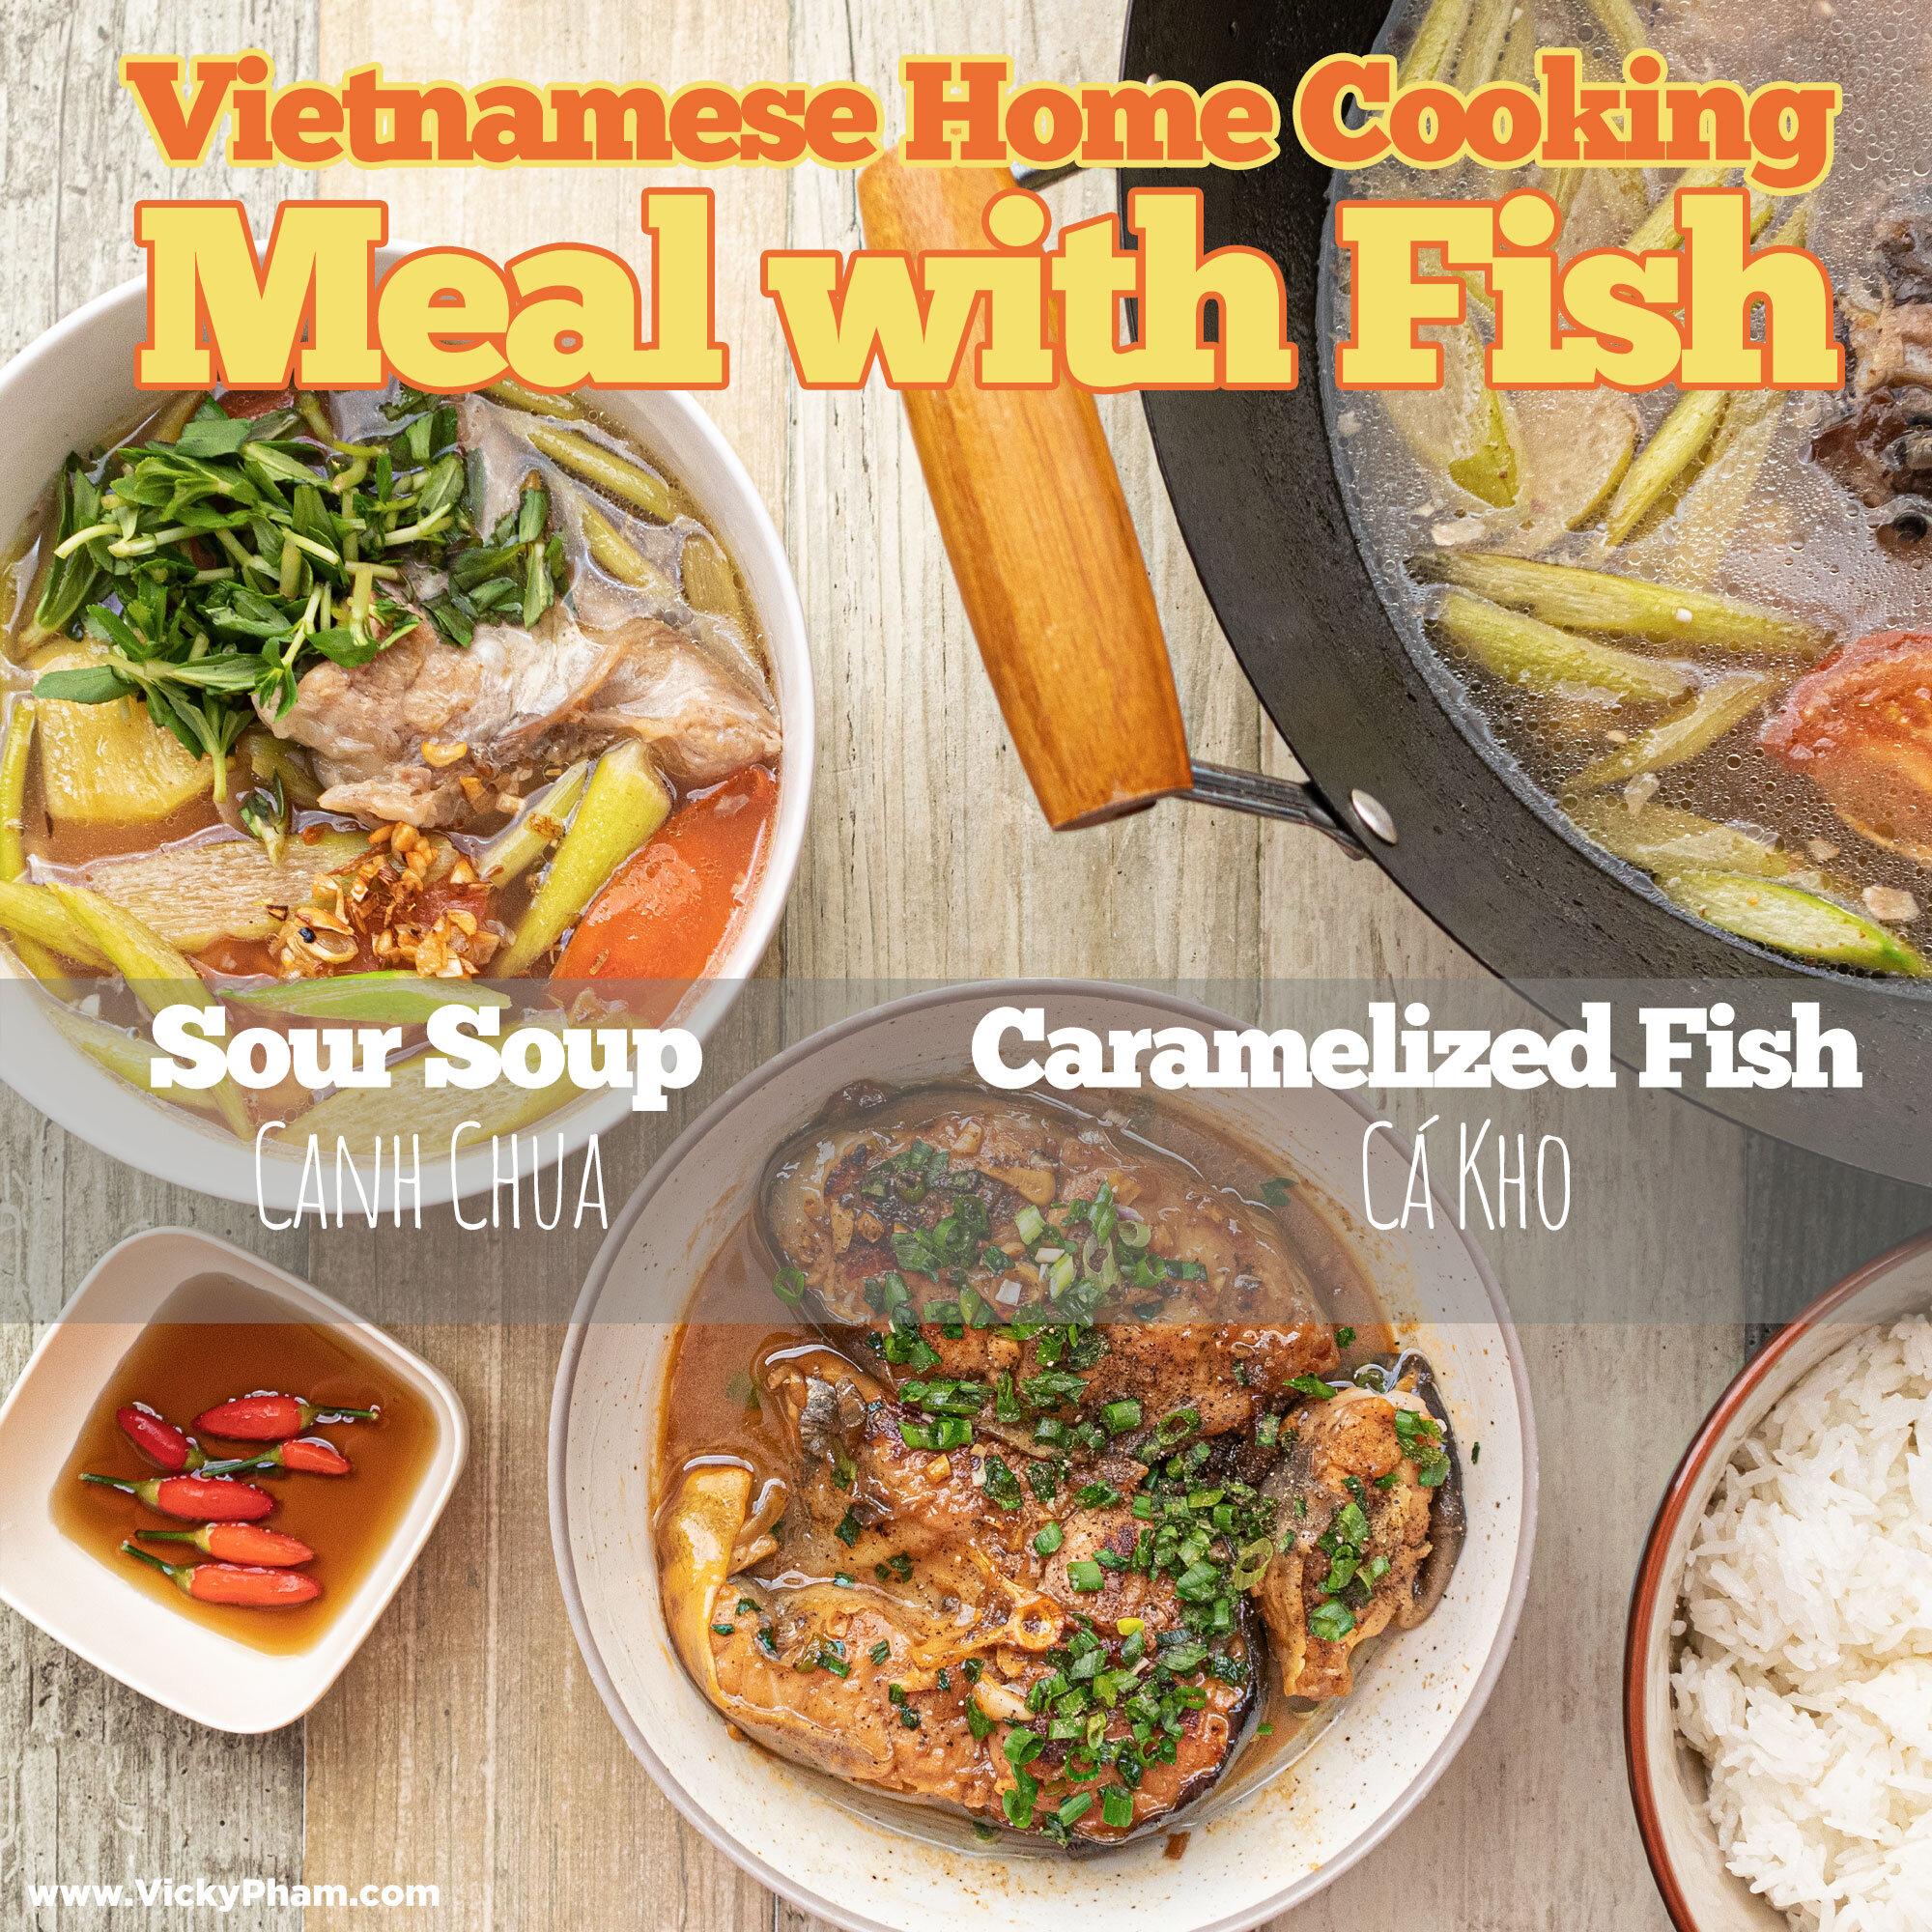 Vietnamese Home Cooking
Meal with Fish
Sour Soup
CANH CHUA
Caramelized Fish
CÁ KHO
www.VickyPham.com